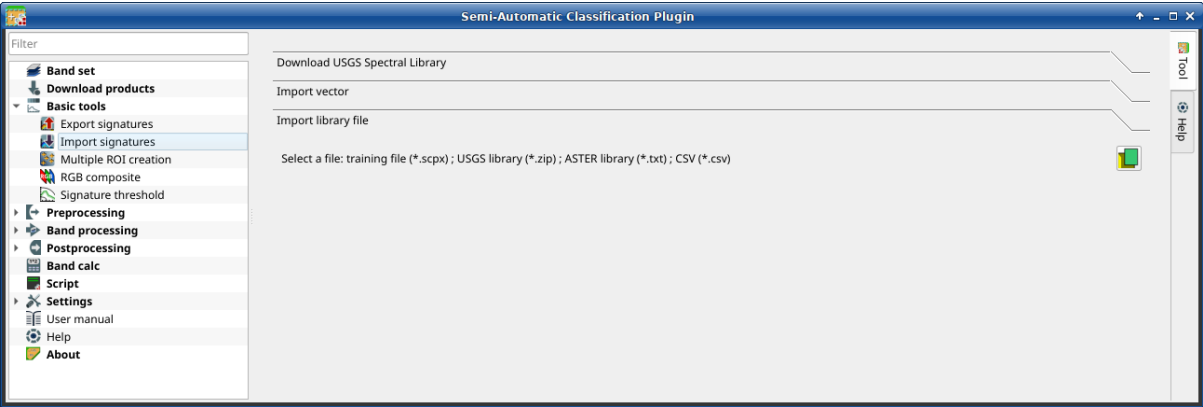 Semi-Automatic Classification Plugin
Filter
Band set
Download products
Basic tools
Export signatures
Import signatures
Multiple ROI creation
RGB composite
Signature threshold
Preprocessing
Band processing
Postprocessing
Band calc
Script
Settings
User manual
Help
About
Download USGS Spectral Library
Import vector
Import library file
Select a file: training file (*.scpx) ; USGS library (*.zip) ; ASTER library (*.txt) ; CSV (*.csv)
Tool
Help